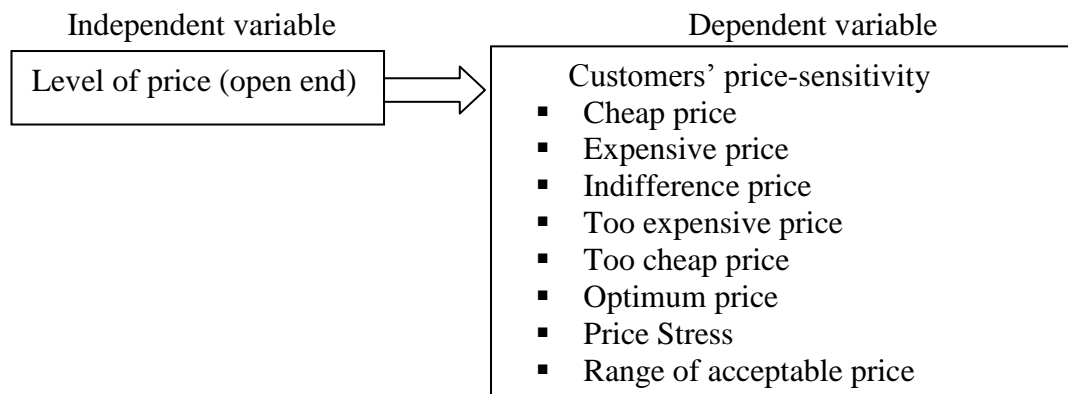 Independent variable
Dependent variable
Level of price (open end)
Customers’ price-sensitivity
▪ Cheap price
▪ Expensive price
▪ Indifference price
▪ Too expensive price
▪ Too cheap price
▪ Optimum price
▪ Price Stress
▪ Range of acceptable price